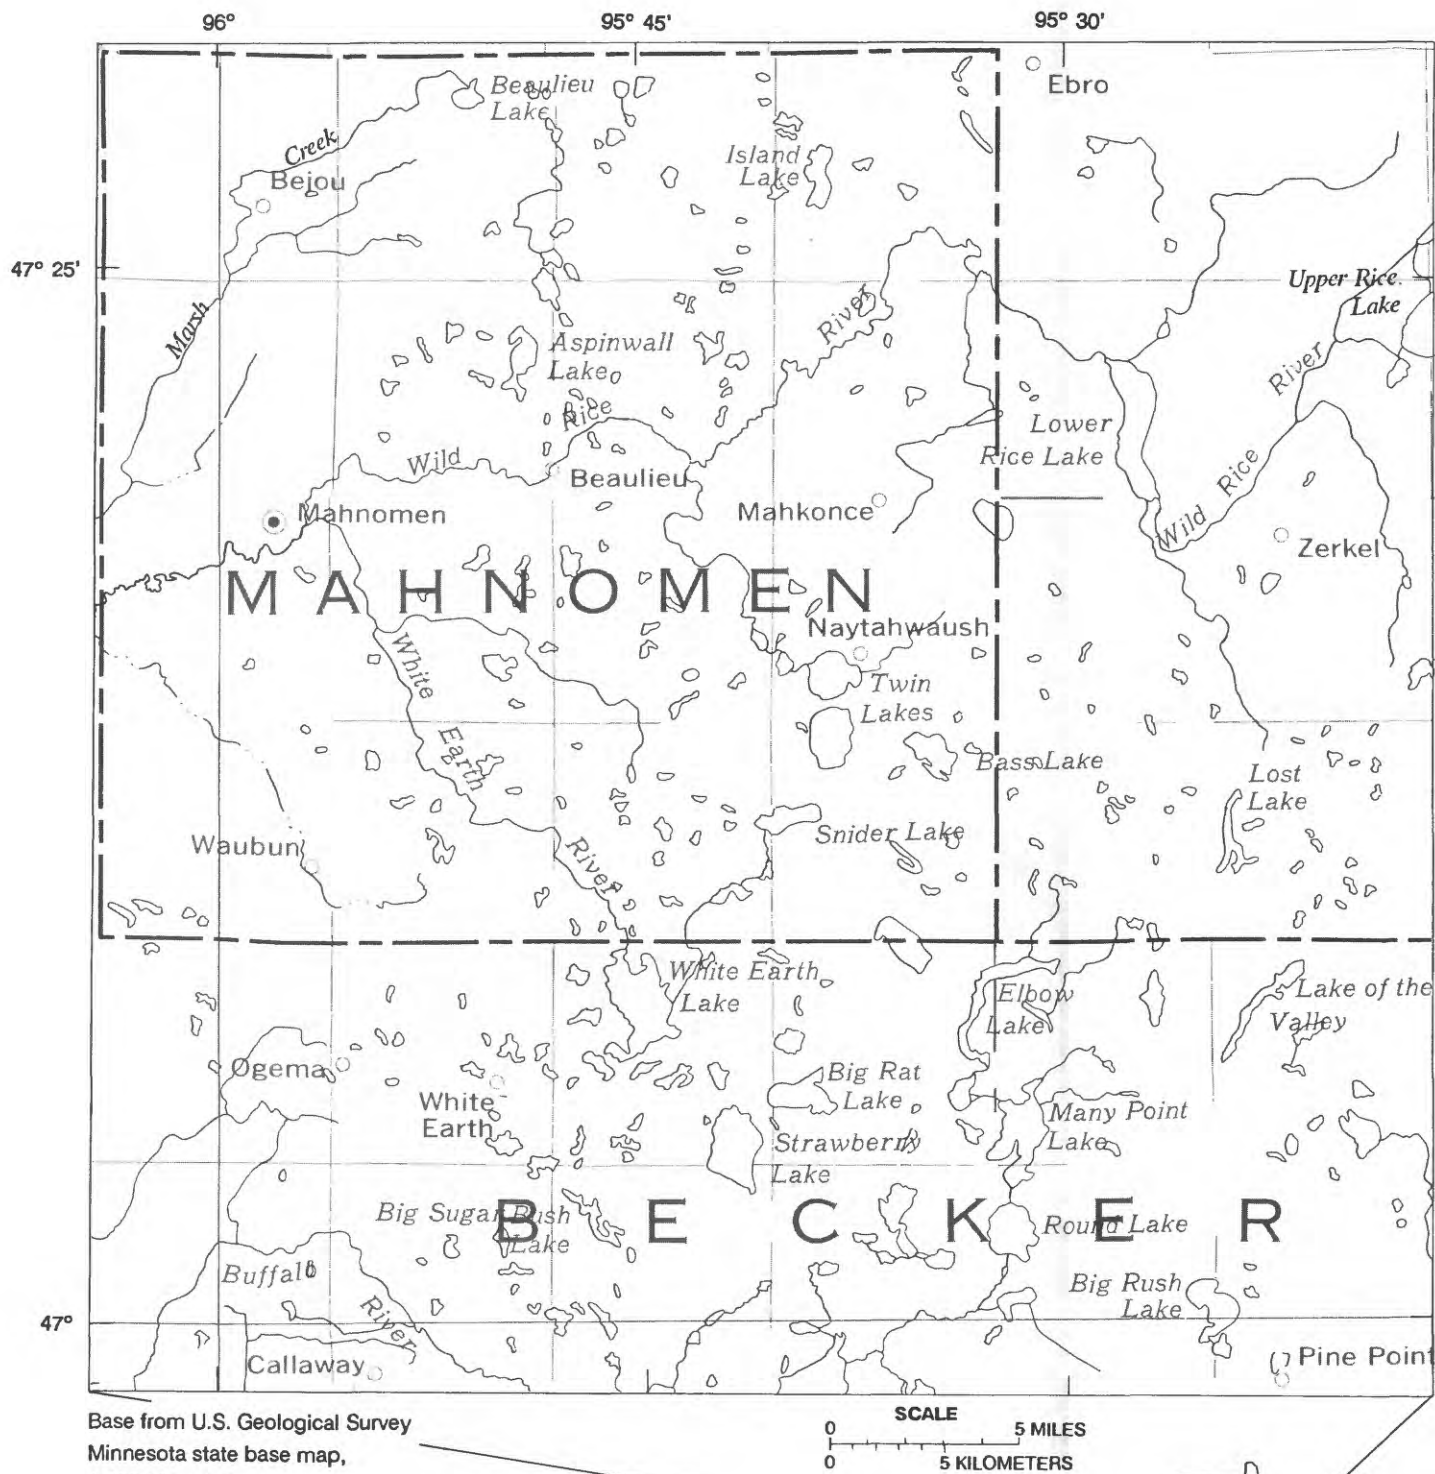 96°
95° 45'
95° 30'
Ebro
Beaulieu
Lake
Creek
Island
Lake
Bejou
47° 25'
Upper Rice
Lake
Marsh
River
Aspinwall
Lake
River
Rice
Lower
Rice Lake
Wild
Beaulieu
Rice
Mahkonce
Mahnomen
Wild
Zerkel
MAHNOMEN
Naytahwaush
White
Twin
Lakes
Earth
Bass Lake
Lost
Lake
Snider Lake
Waubun
River
White Earth
Lake
Elbow
Lake
Lake of the
Valley
Ogema
Big Rat
Lake
White
Earth
Many Point
Lake
Strawberry
Lake
BECKER
Big Sugar Bush
Lake
Round Lake
Buffalo
Big Rush
Lake
River
47°
Callaway
Pine Point
Base from U.S. Geological Survey
Minnesota state base map,
SCALE
0 5 MILES
0 5 KILOMETERS